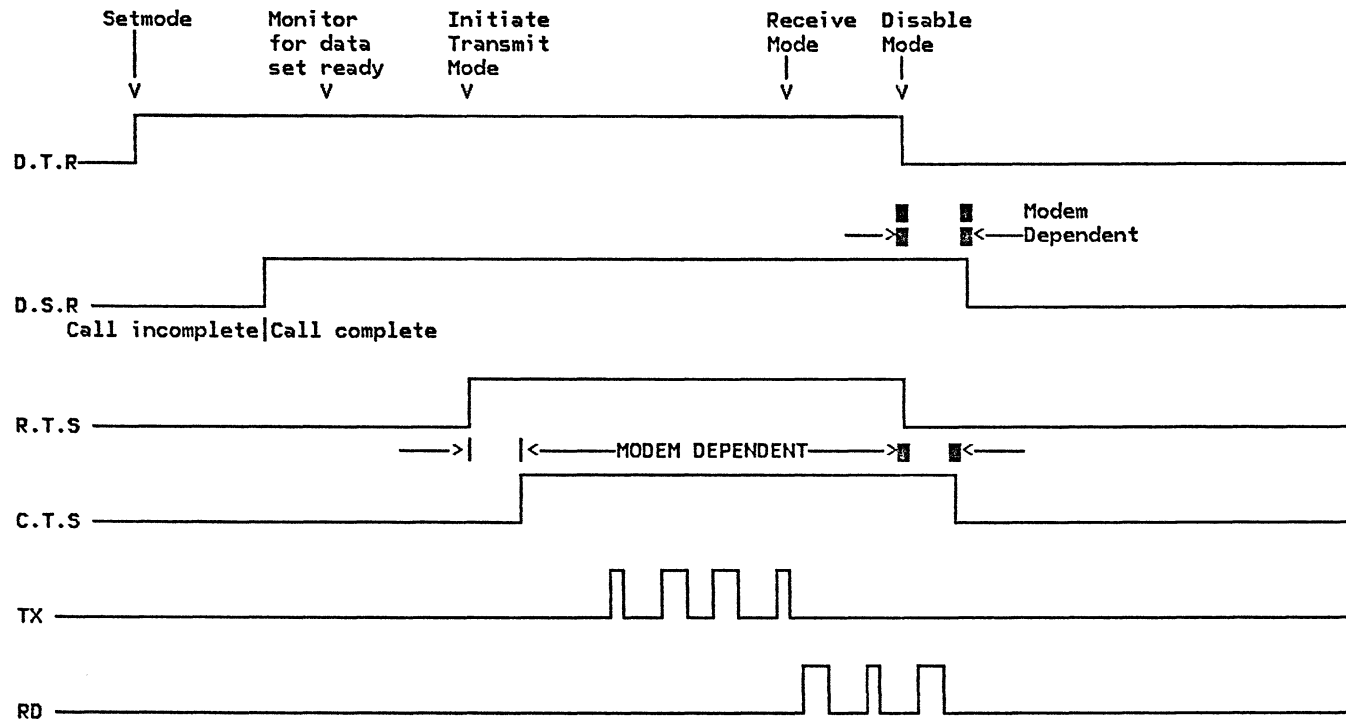 Setmode
Monitor
for data
set ready
Initiate
Transmit
Mode
Receive
Mode
Disable
Mode
D.T.R
Modem
Dependent
D.S.R
Call incomplete|Call complete
R.T.S
MODEM DEPENDENT
C.T.S
TX
RD